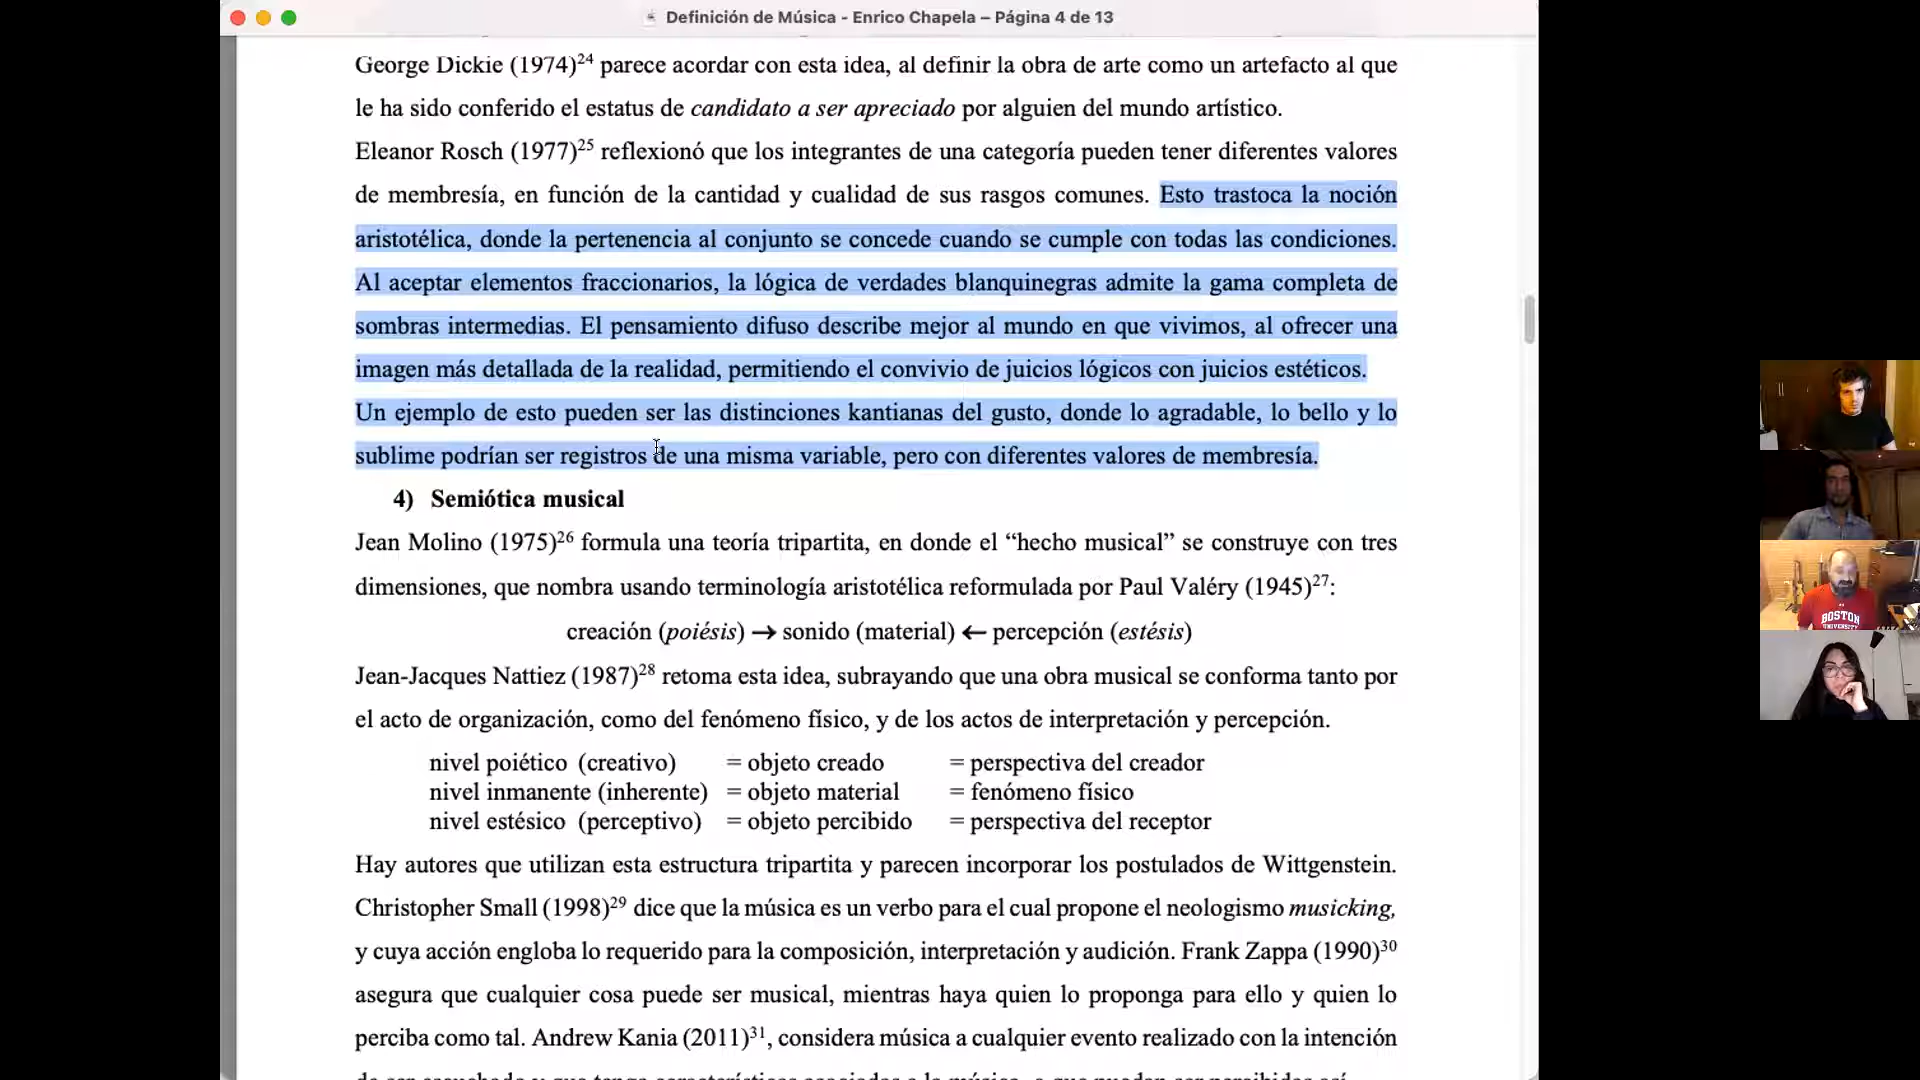 Definición de Música - Enrico Chapela – Página 4 de 13
George Dickie (1974)24 parece acordar con esta idea, al definir la obra de arte como un artefacto al que
le ha sido conferido el estatus de candidato a ser apreciado por alguien del mundo artístico.
Eleanor Rosch (1977)25 reflexionó que los integrantes de una categoría pueden tener diferentes valores
de membresía, en función de la cantidad y cualidad de sus rasgos comunes. Esto trastoca la noción
aristotélica, donde la pertenencia al conjunto se concede cuando se cumple con todas las condiciones.
Al aceptar elementos fraccionarios, la lógica de verdades blanquinegras admite la gama completa de
sombras intermedias. El pensamiento difuso describe mejor al mundo en que vivimos, al ofrecer una
imagen más detallada de la realidad, permitiendo el convivio de juicios lógicos con juicios estéticos.
Un ejemplo de esto pueden ser las distinciones kantianas del gusto, donde lo agradable, lo bello y lo
sublime podrían ser registros de una misma variable, pero con diferentes valores de membresía.
4) Semiótica musical
Jean Molino (1975)26 formula una teoría tripartita, en donde el “hecho musical” se construye con tres
dimensiones, que nombra usando terminología aristotélica reformulada por Paul Valéry (1945)27:
creación (poiésis) → sonido (material) ← percepción (estésis)
Jean-Jacques Nattiez (1987)28 retoma esta idea, subrayando que una obra musical se conforma tanto por
el acto de organización, como del fenómeno físico, y de los actos de interpretación y percepción.
nivel poiético (creativo) = objeto creado = perspectiva del creador
nivel inmanente (inherente) = objeto material = fenómeno físico
nivel estésico (perceptivo) = objeto percibido = perspectiva del receptor
Hay autores que utilizan esta estructura tripartita y parecen incorporar los postulados de Wittgenstein.
Christopher Small (1998)29 dice que la música es un verbo para el cual propone el neologismo musicking,
y cuya acción engloba lo requerido para la composición, interpretación y audición. Frank Zappa (1990)30
asegura que cualquier cosa puede ser musical, mientras haya quien lo proponga para ello y quien lo
perciba como tal. Andrew Kania (2011)31, considera música a cualquier evento realizado con la intención
BOSTON
UNIVERSITY